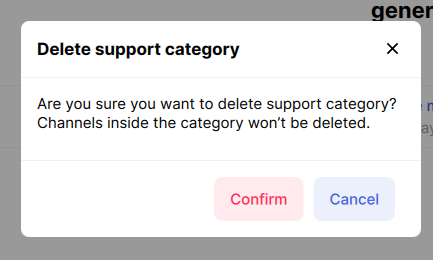 gener
Delete support category
Are you sure you want to delete support category?
Channels inside the category won't be deleted.
Confirm
Cancel